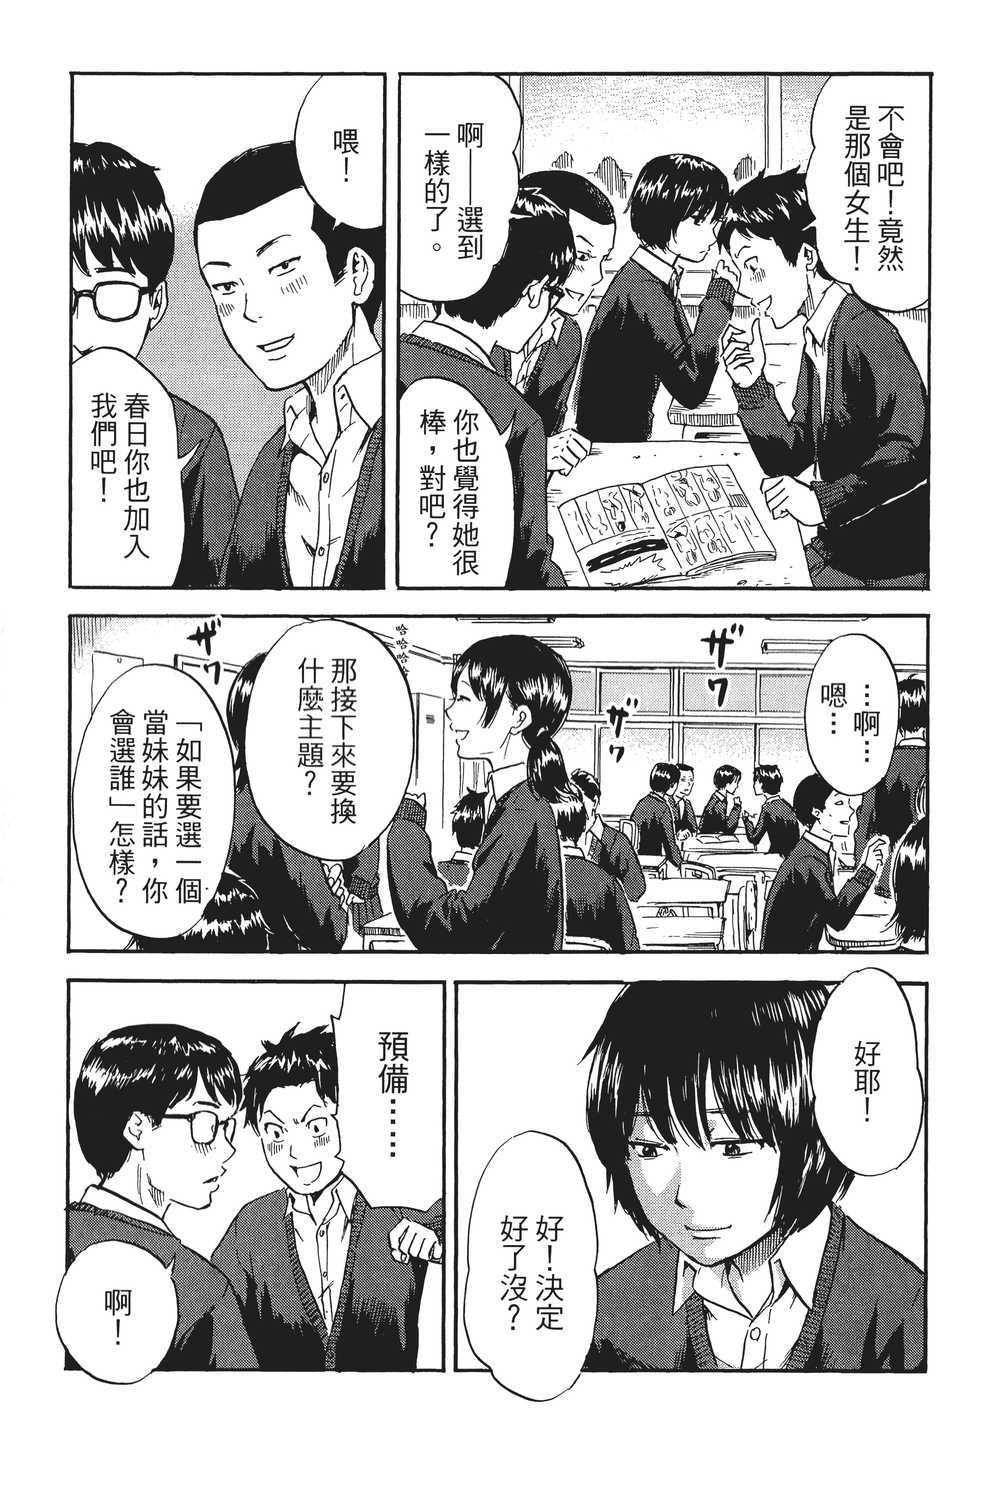 不會吧！竟然
是那個女生！
啊——選到
一樣的了。
你也覺得她很
棒，對吧？
喂！
春日你也加入
我們吧！
…啊…
嗯…
ザワ
ザワ
ザワ
哈哈哈哈
那接下來要換
什麼主題？
「如果要選一個
當妹妹的話，你
會選誰」怎樣？
好耶！
好！決定
好了沒？
預備……
啊！